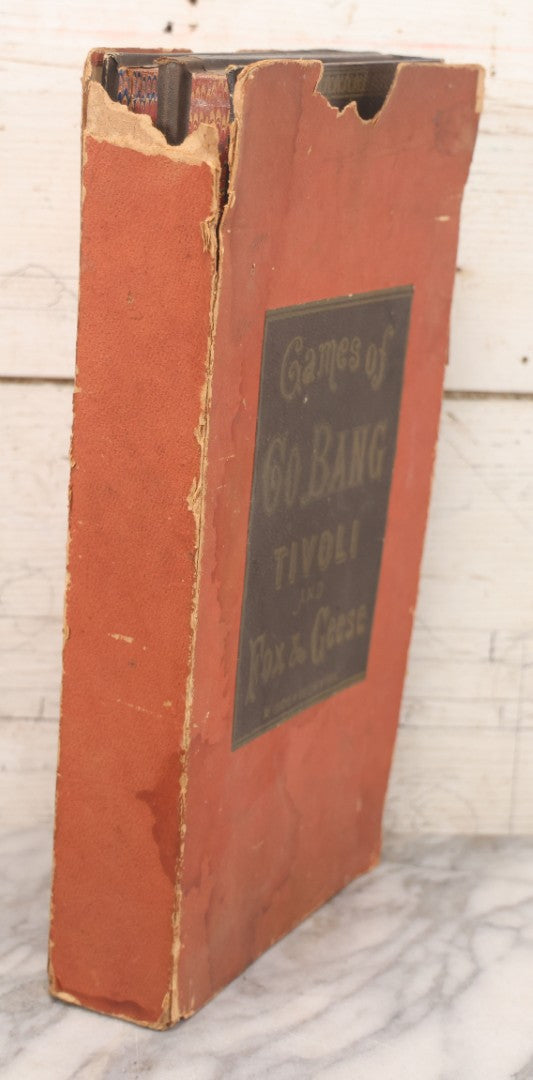 Games of
GO BANG
TIVOLI
AND
FOX & GEESE